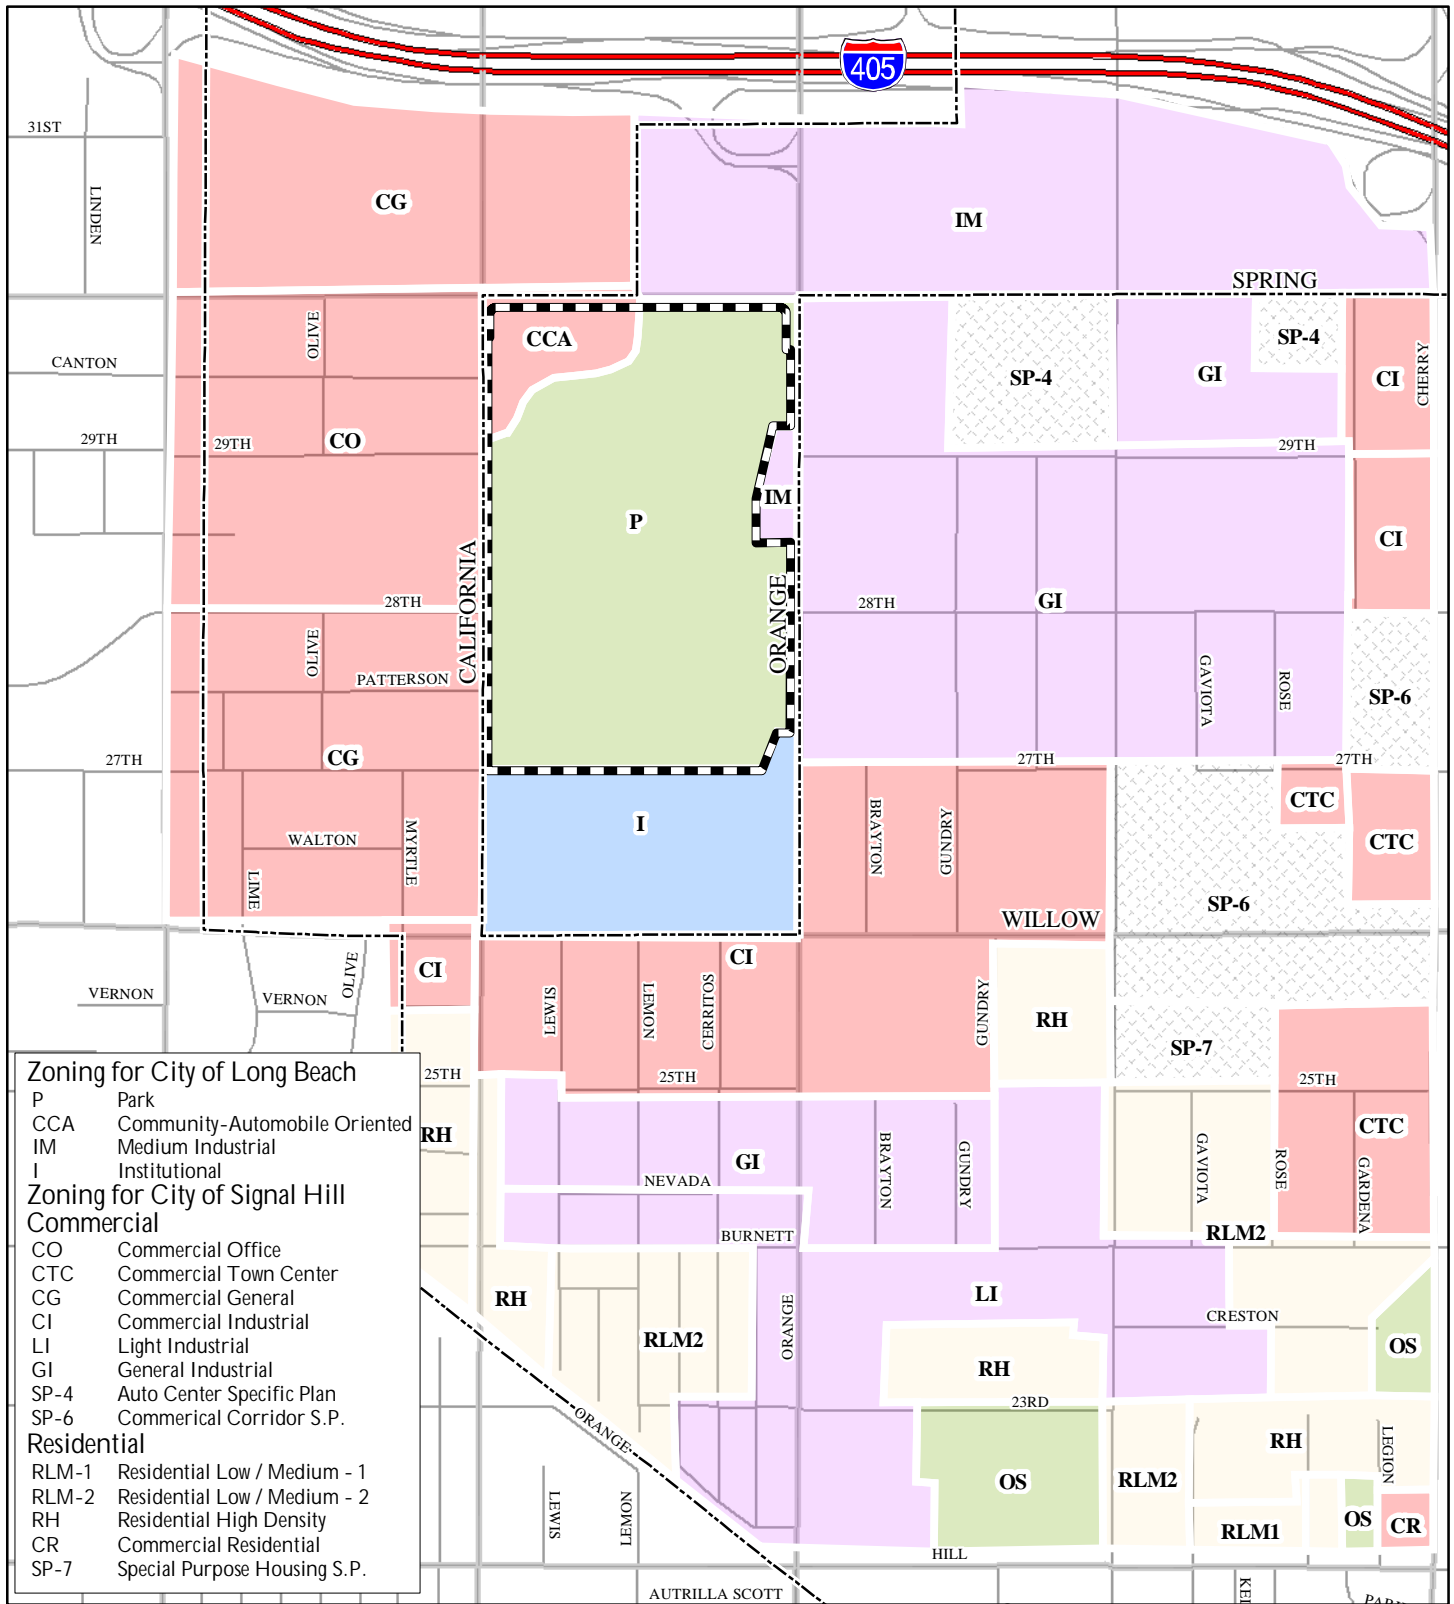 405
31ST
LINDEN
CG
IM
SPRING
OLIVE
CCA
SP-4
CANTON
SP-4
GI
CI
CHERRY
29TH
29TH
CO
29TH
IM
P
CI
CALIFORNIA
28TH
ORANGE
28TH
GI
OLIVE
PATTERSON
GAVIOTA
ROSE
SP-6
27TH
CG
27TH
27TH
CTC
WALTON
MYRTLE
I
BRAYTON
GUNDRY
CTC
LIME
SP-6
WILLOW
CI
CI
OLIVE
VERNON
VERNON
LEWIS
LEMON
CERRITOS
GUNDRY
RH
SP-7
25TH
25TH
25TH
RH
GI
BRAYTON
GUNDRY
GAVIOTA
ROSE
CTC
GARDENA
NEVADA
BURNETT
RLM2
RH
RLM2
ORANGE
LI
CRESTON
RH
OS
23RD
ORANGE
OS
RLM2
RH
LEGION
LEWIS
LEMON
RLM1
OS
CR
HILL
AUTRILLA SCOTT
Zoning for City of Long Beach
P Park
CCA Community-Automobile Oriented
IM Medium Industrial
I Institutional
Zoning for City of Signal Hill
Commercial
CO Commercial Office
CTC Commercial Town Center
CG Commercial General
CI Commercial Industrial
LI Light Industrial
GI General Industrial
SP-4 Auto Center Specific Plan
SP-6 Commerical Corridor S.P.
Residential
RLM-1 Residential Low / Medium - 1
RLM-2 Residential Low / Medium - 2
RH Residential High Density
CR Commercial Residential
SP-7 Special Purpose Housing S.P.